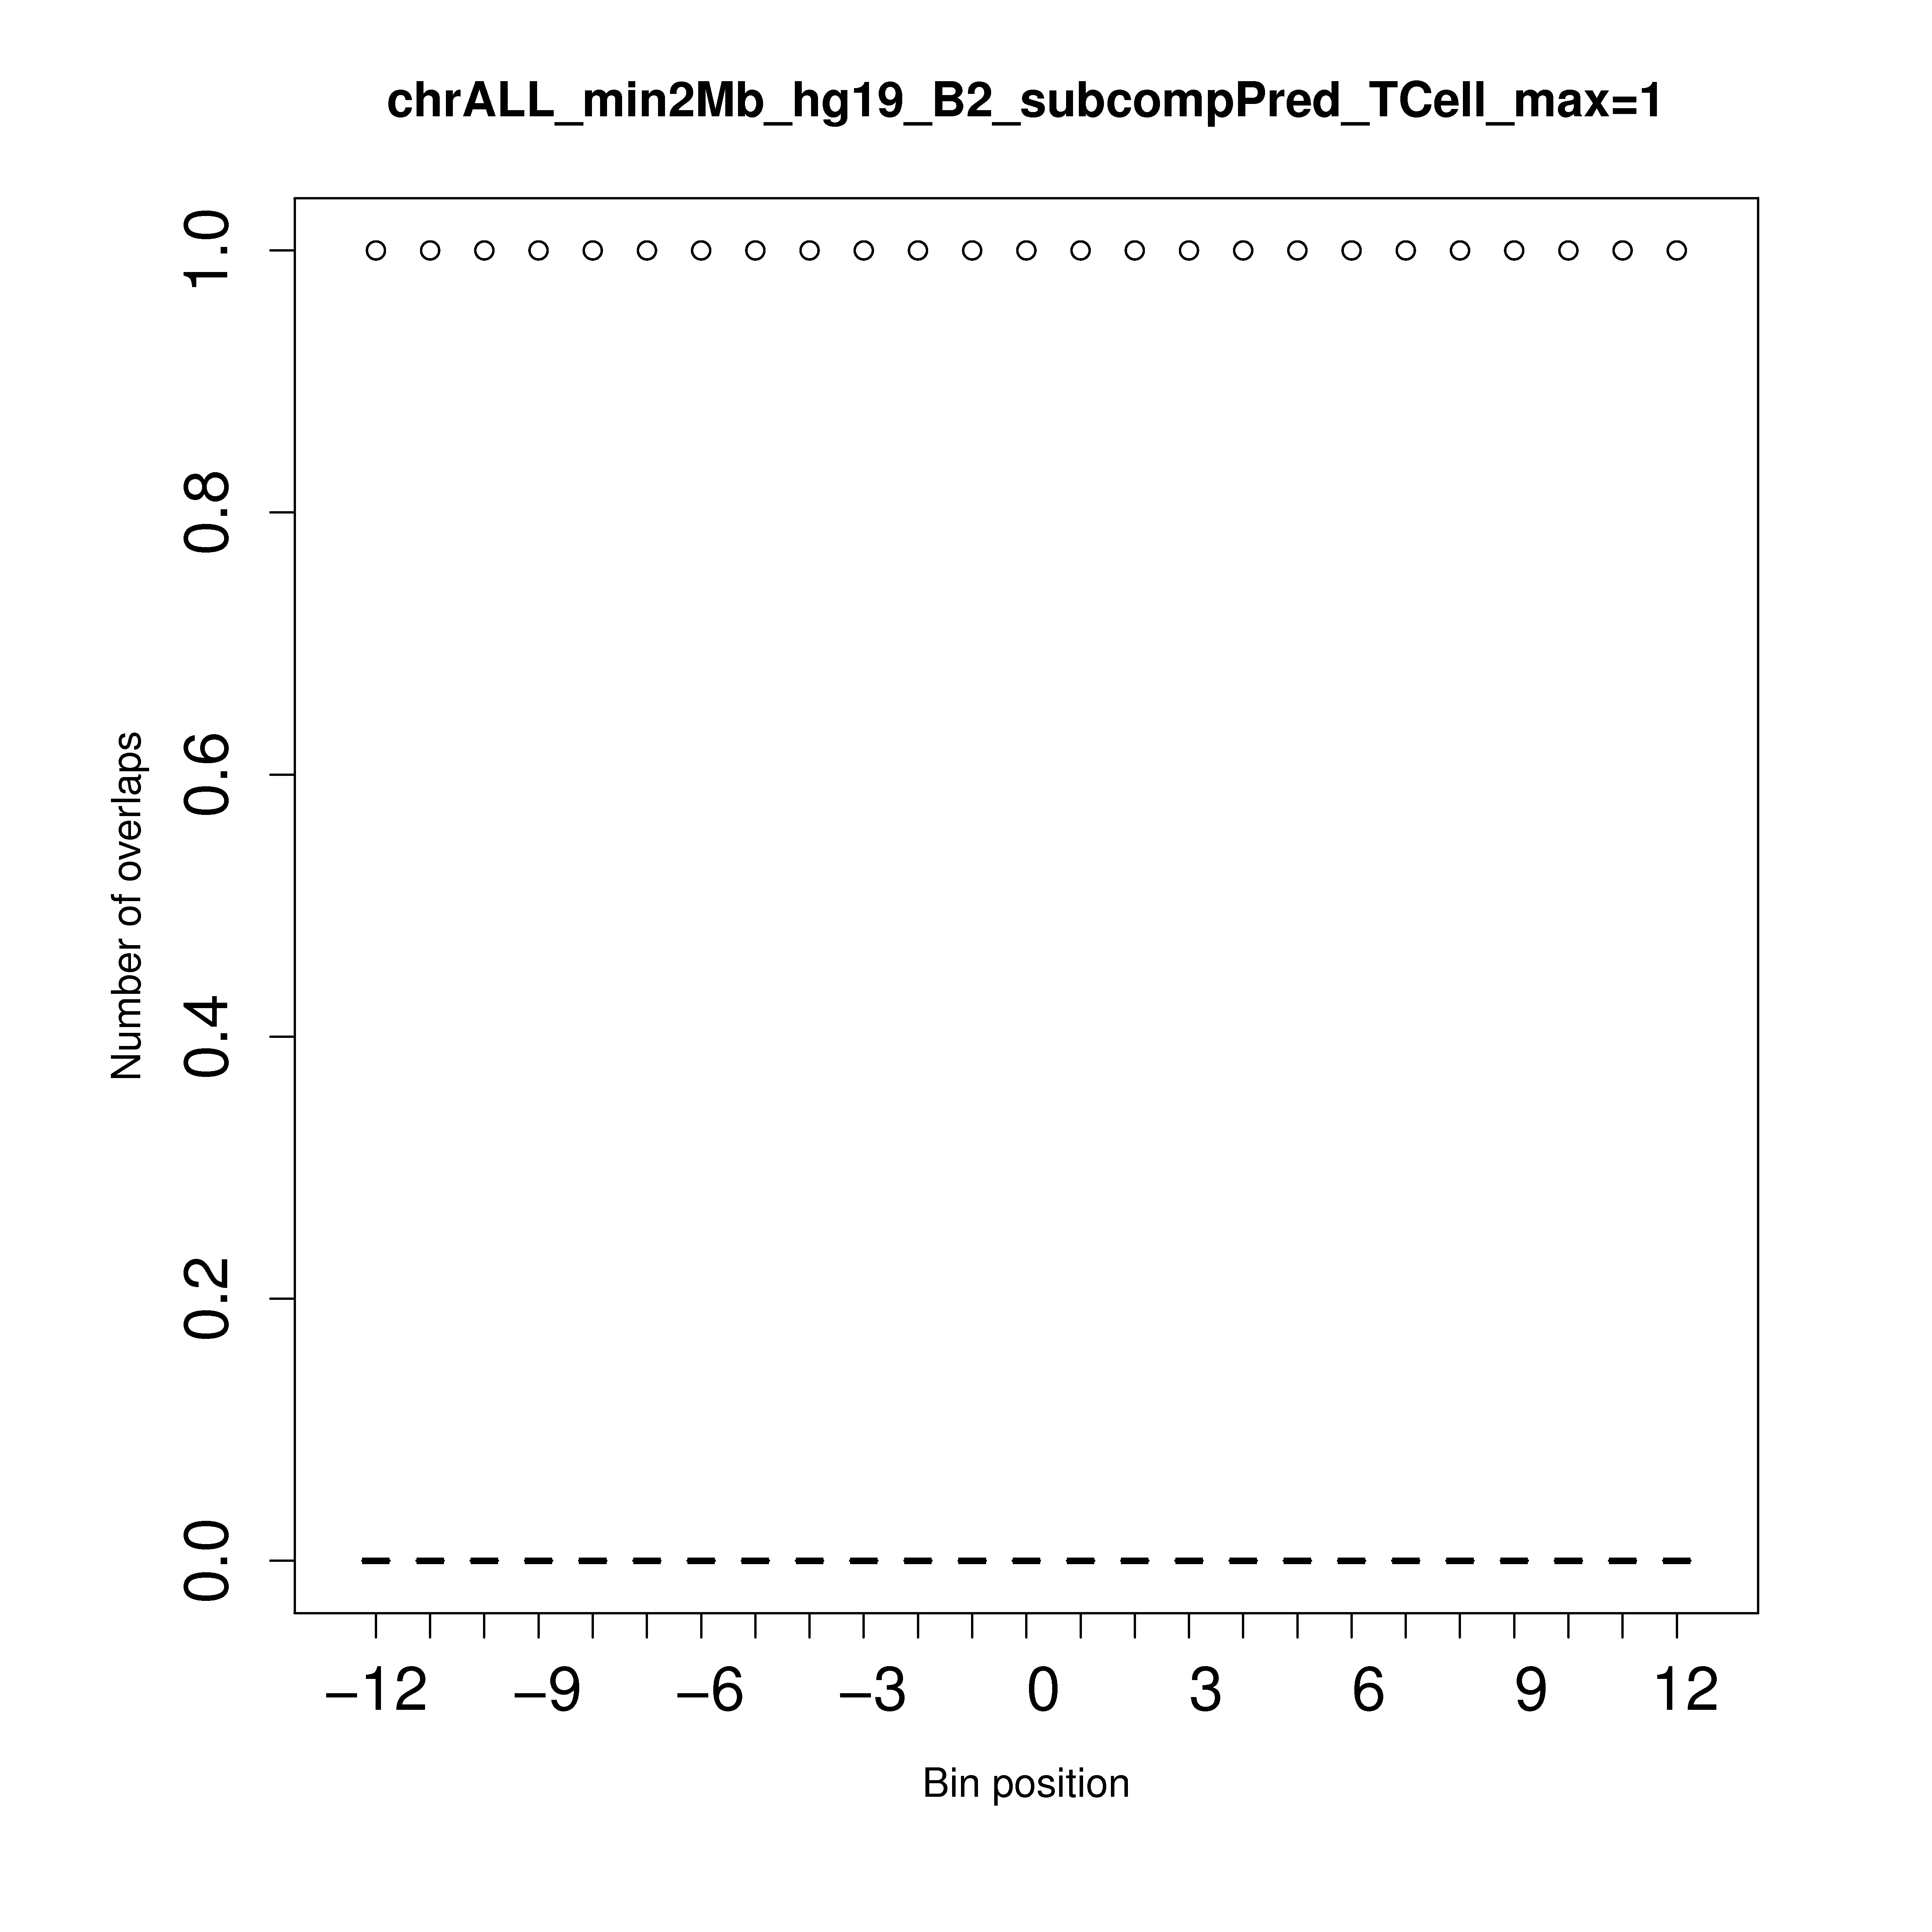 chrALL_min2Mb_hg19_B2_subcompPred_TCell_max=1
1.0
0.8
0.6
0.4
0.2
0.0
Number of overlaps
−12 −9 −6 −3 0 3 6 9 12
Bin position